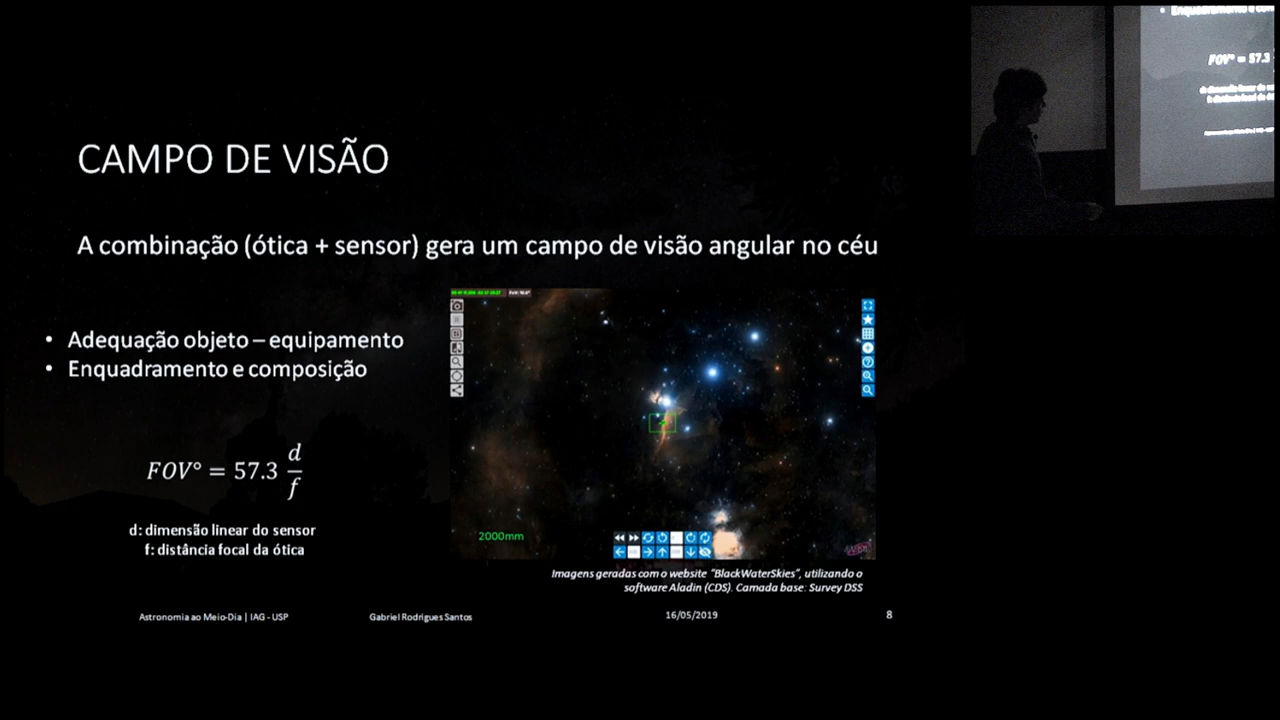 CAMPO DE VISÃO
A combinação (ótica + sensor) gera um campo de visão angular no céu
• Adequação objeto – equipamento
• Enquadramento e composição
FOV° = 57.3 d/f
d: dimensão linear do sensor
f: distância focal da ótica
2000mm
Imagens geradas com o website "BlackWaterSkies", utilizando o
software Aladin (CDS). Camada base: Survey DSS
Astronomia ao Meio-Dia | IAG - USP
Gabriel Rodrigues Santos
16/05/2019
8
FOV° = 57.3